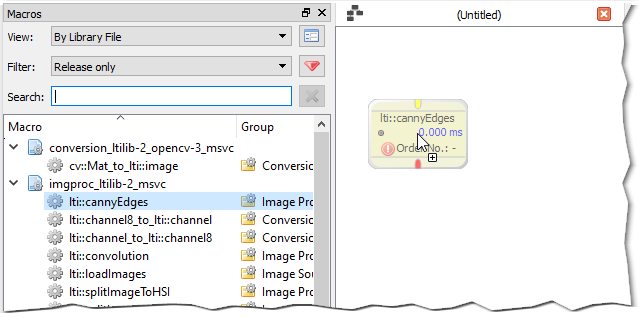 Macros
View: By Library File
Filter: Release only
Search:
Macro Group
conversion_ltilib-2_opencv-3_msvc
cv::Mat_to_lti::image Conversio
imgproc_ltilib-2_msvc
lti::cannyEdges Image Pro
lti::channel8_to_lti::channel Conversio
lti::channel_to_lti::channel8 Conversio
lti::convolution Image Pro
lti::loadImages Image Sou
lti::splitImageToHSI Image Pro
(Untitled)
lti::cannyEdges
0.000 ms
Order No.: -